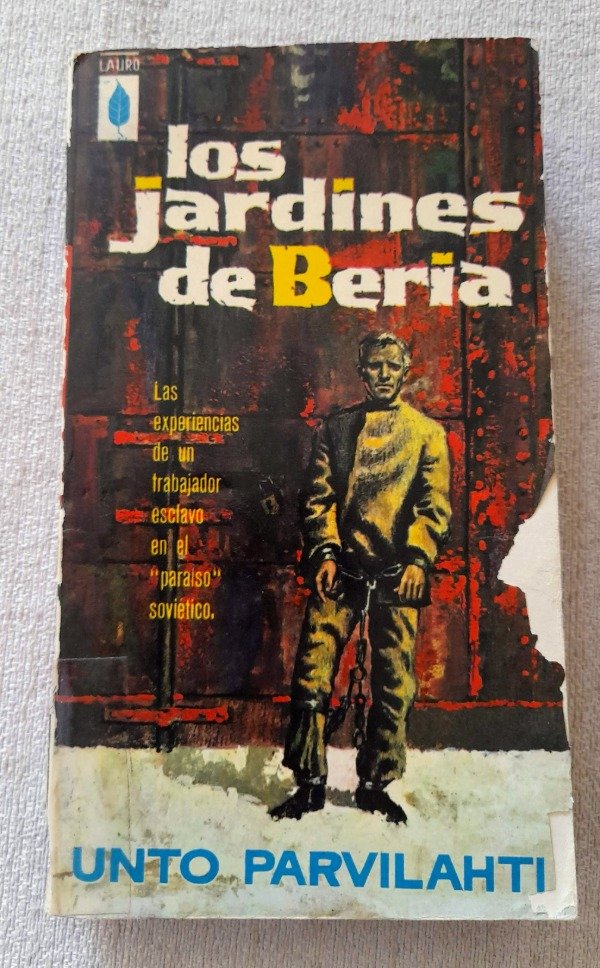 LAURO
los
jardines
de Beria
Las
experiencias
de un
trabajador
esclavo
en el
"paraíso"
soviético.
UNTO PARVILAHTI